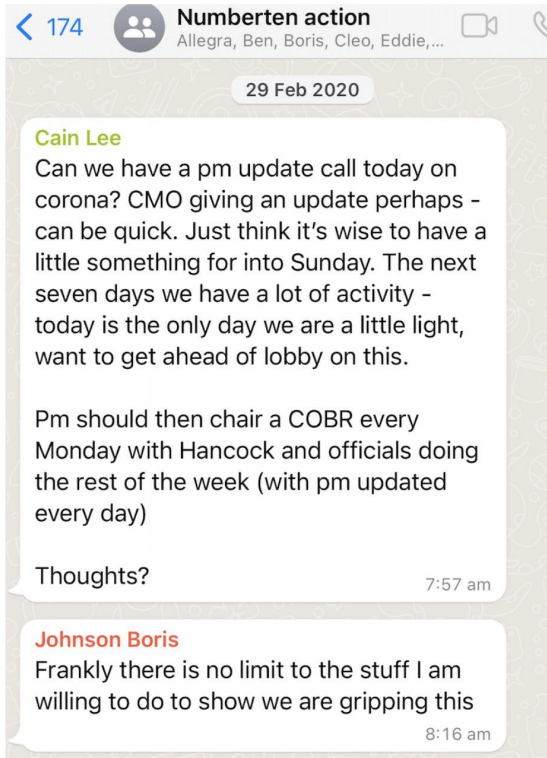 174
Numberten action
Allegra, Ben, Boris, Cleo, Eddie,...
29 Feb 2020
Cain Lee
Can we have a pm update call today on
corona? CMO giving an update perhaps -
can be quick. Just think it's wise to have a
little something for into Sunday. The next
seven days we have a lot of activity -
today is the only day we are a little light,
want to get ahead of lobby on this.
Pm should then chair a COBR every
Monday with Hancock and officials doing
the rest of the week (with pm updated
every day)
Thoughts?
7:57 am
Johnson Boris
Frankly there is no limit to the stuff I am
willing to do to show we are gripping this
8:16 am